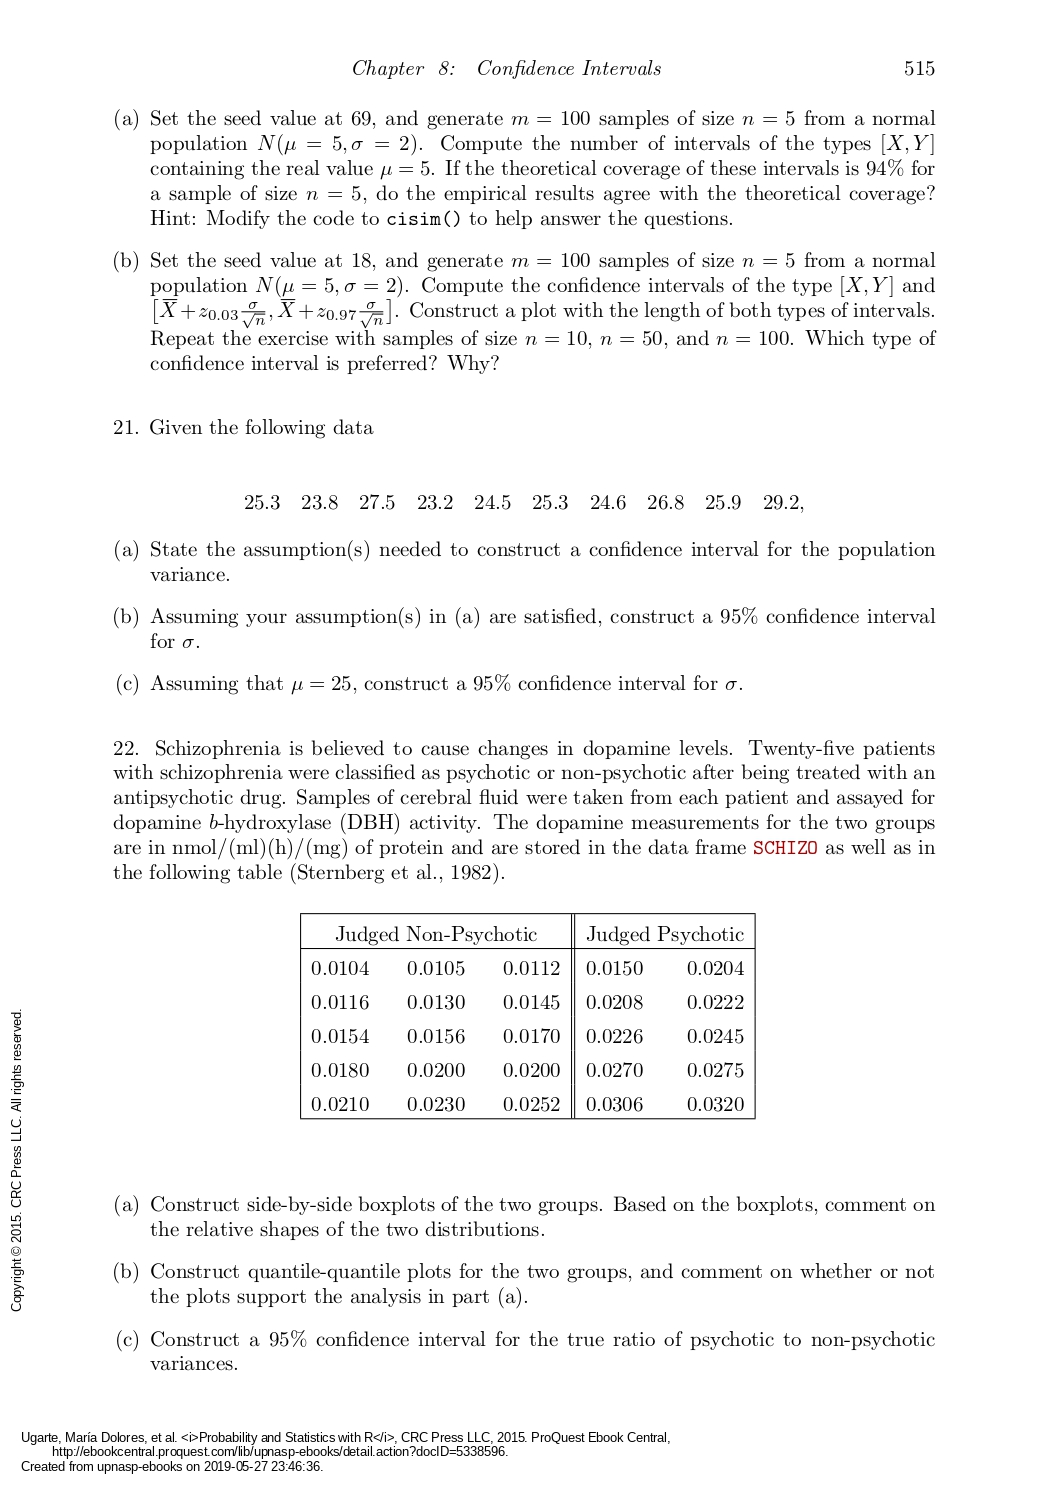 Chapter 8: Confidence Intervals 515
(a) Set the seed value at 69, and generate m = 100 samples of size n = 5 from a normal
population N(μ = 5, σ = 2). Compute the number of intervals of the types [X, Y]
containing the real value μ = 5. If the theoretical coverage of these intervals is 94% for
a sample of size n = 5, do the empirical results agree with the theoretical coverage?
Hint: Modify the code to cisim() to help answer the questions.
(b) Set the seed value at 18, and generate m = 100 samples of size n = 5 from a normal
population N(μ = 5, σ = 2). Compute the confidence intervals of the type [X, Y] and
[X̅ + z₀.₀₃ σ/√n, X̅ + z₀.₉₇ σ/√n]. Construct a plot with the length of both types of intervals.
Repeat the exercise with samples of size n = 10, n = 50, and n = 100. Which type of
confidence interval is preferred? Why?
21. Given the following data
25.3 23.8 27.5 23.2 24.5 25.3 24.6 26.8 25.9 29.2,
(a) State the assumption(s) needed to construct a confidence interval for the population
variance.
(b) Assuming your assumption(s) in (a) are satisfied, construct a 95% confidence interval
for σ.
(c) Assuming that μ = 25, construct a 95% confidence interval for σ.
22. Schizophrenia is believed to cause changes in dopamine levels. Twenty-five patients
with schizophrenia were classified as psychotic or non-psychotic after being treated with an
antipsychotic drug. Samples of cerebral fluid were taken from each patient and assayed for
dopamine b-hydroxylase (DBH) activity. The dopamine measurements for the two groups
are in nmol/(ml)(h)/(mg) of protein and are stored in the data frame SCHIZO as well as in
the following table (Sternberg et al., 1982).
Judged Non-Psychotic Judged Psychotic
0.0104 0.0105 0.0112 0.0150 0.0204
0.0116 0.0130 0.0145 0.0208 0.0222
0.0154 0.0156 0.0170 0.0226 0.0245
0.0180 0.0200 0.0200 0.0270 0.0275
0.0210 0.0230 0.0252 0.0306 0.0320
(a) Construct side-by-side boxplots of the two groups. Based on the boxplots, comment on
the relative shapes of the two distributions.
(b) Construct quantile-quantile plots for the two groups, and comment on whether or not
the plots support the analysis in part (a).
(c) Construct a 95% confidence interval for the true ratio of psychotic to non-psychotic
variances.
Copyright © 2015. CRC Press LLC. All rights reserved.
Ugarte, María Dolores, et al. <i>Probability and Statistics with R</i>, CRC Press LLC, 2015. ProQuest Ebook Central,
http://ebookcentral.proquest.com/lib/upnasp-ebooks/detail.action?docID=5338596.
Created from upnasp-ebooks on 2019-05-27 23:46:36.